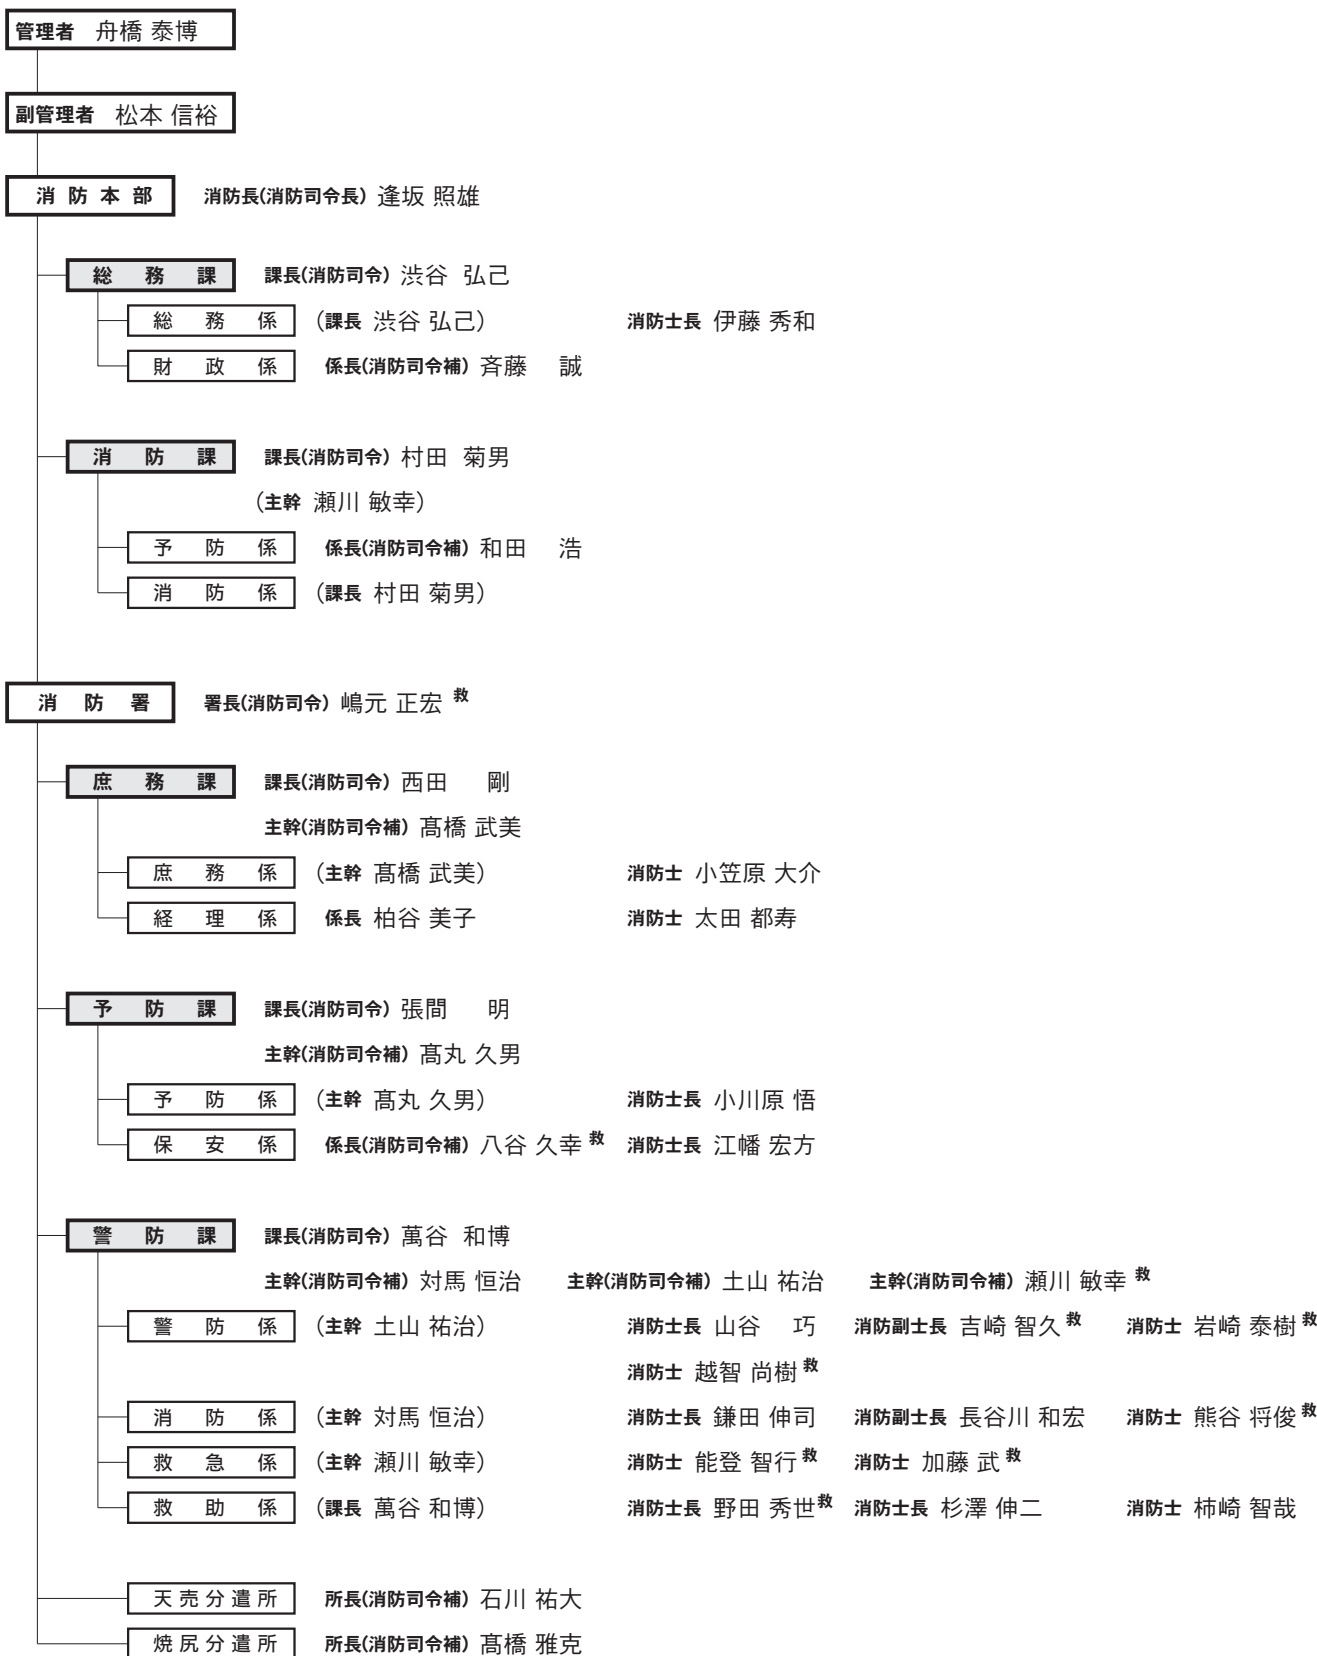 管理者 舟橋 泰博
副管理者 松本 信裕
消防本部 消防長(消防司令長) 逢坂 照雄
総務課 課長(消防司令) 渋谷 弘己
総務係 (課長 渋谷 弘己) 消防士長 伊藤 秀和
財政係 係長(消防司令補) 斉藤 誠
消防課 課長(消防司令) 村田 菊男
(主幹 瀬川 敏幸)
予防係 係長(消防司令補) 和田 浩
消防係 (課長 村田 菊男)
消防署 署長(消防司令) 嶋元 正宏 救
庶務課 課長(消防司令) 西田 剛
主幹(消防司令補) 髙橋 武美
庶務係 (主幹 髙橋 武美) 消防士 小笠原 大介
経理係 係長 柏谷 美子 消防士 太田 都寿
予防課 課長(消防司令) 張間 明
主幹(消防司令補) 髙丸 久男
予防係 (主幹 髙丸 久男) 消防士長 小川原 悟
保安係 係長(消防司令補) 八谷 久幸 救 消防士長 江幡 宏方
警防課 課長(消防司令) 萬谷 和博
主幹(消防司令補) 対馬 恒治 主幹(消防司令補) 土山 祐治 主幹(消防司令補) 瀬川 敏幸 救
警防係 (主幹 土山 祐治) 消防士長 山谷 巧 消防副士長 吉崎 智久 救 消防士 岩崎 泰樹 救
消防士 越智 尚樹 救
消防係 (主幹 対馬 恒治) 消防士長 鎌田 伸司 消防副士長 長谷川 和宏 消防士 熊谷 将俊 救
救急係 (主幹 瀬川 敏幸) 消防士 能登 智行 救 消防士 加藤 武 救
救助係 (課長 萬谷 和博) 消防士長 野田 秀世 救 消防士長 杉澤 伸二 消防士 柿崎 智哉
天売分遣所 所長(消防司令補) 石川 祐大
焼尻分遣所 所長(消防司令補) 髙橋 雅克